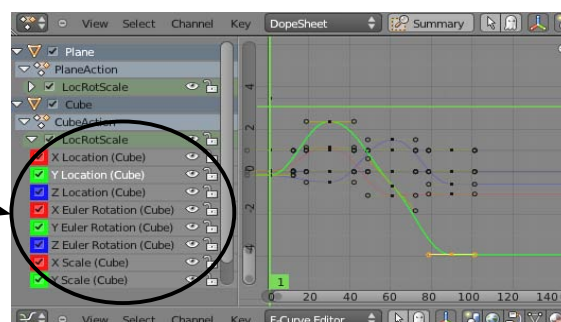 View Select Channel Key DopeSheet Summary
Plane
PlaneAction
LocRotScale
Cube
CubeAction
LocRotScale
X Location (Cube)
Y Location (Cube)
Z Location (Cube)
X Euler Rotation (Cube)
Y Euler Rotation (Cube)
Z Euler Rotation (Cube)
X Scale (Cube)
Y Scale (Cube)
4
2
0
-2
-4
1
0 20 40 60 80 100 120 140
View Select Channel Key F-Curve Editor